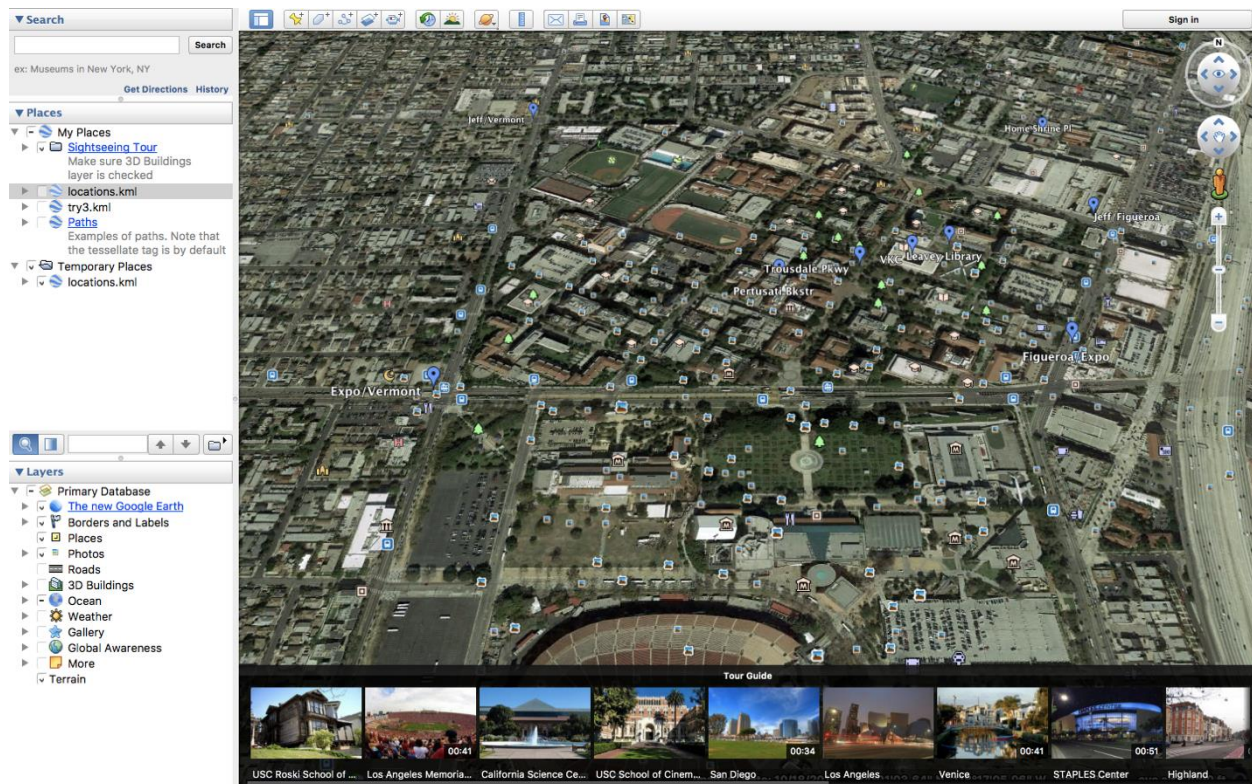 Search
Search
ex: Museums in New York, NY
Get Directions History
Places
My Places
Sightseeing Tour
Make sure 3D Buildings
layer is checked
locations.kml
try3.kml
Paths
Examples of paths. Note that
the tessellate tag is by default
Temporary Places
locations.kml
Layers
Primary Database
The new Google Earth
Borders and Labels
Places
Photos
Roads
3D Buildings
Ocean
Weather
Gallery
Global Awareness
More
Terrain
Sign in
N
Jeff/Vermont
Home Shrine Pl
Jeff/Figueroa
VKC Leavey Library
Trousdale Pkwy
Pertusati Bkstr
Figueroa/Expo
Expo/Vermont
Tour Guide
00:41
00:34
00:41
00:51
USC Roski School of ...
Los Angeles Memoria...
California Science Ce...
USC School of Cinem...
San Diego
Los Angeles
Venice
STAPLES Center
Highland